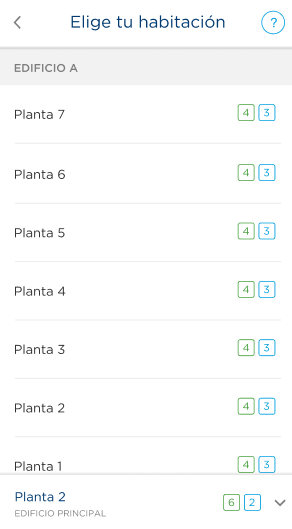 Elige tu habitación
?
EDIFICIO A
Planta 7 4 3
Planta 6 4 3
Planta 5 4 3
Planta 4 4 3
Planta 3 4 3
Planta 2 4 3
Planta 1 4 3
Planta 2 6 2
EDIFICIO PRINCIPAL